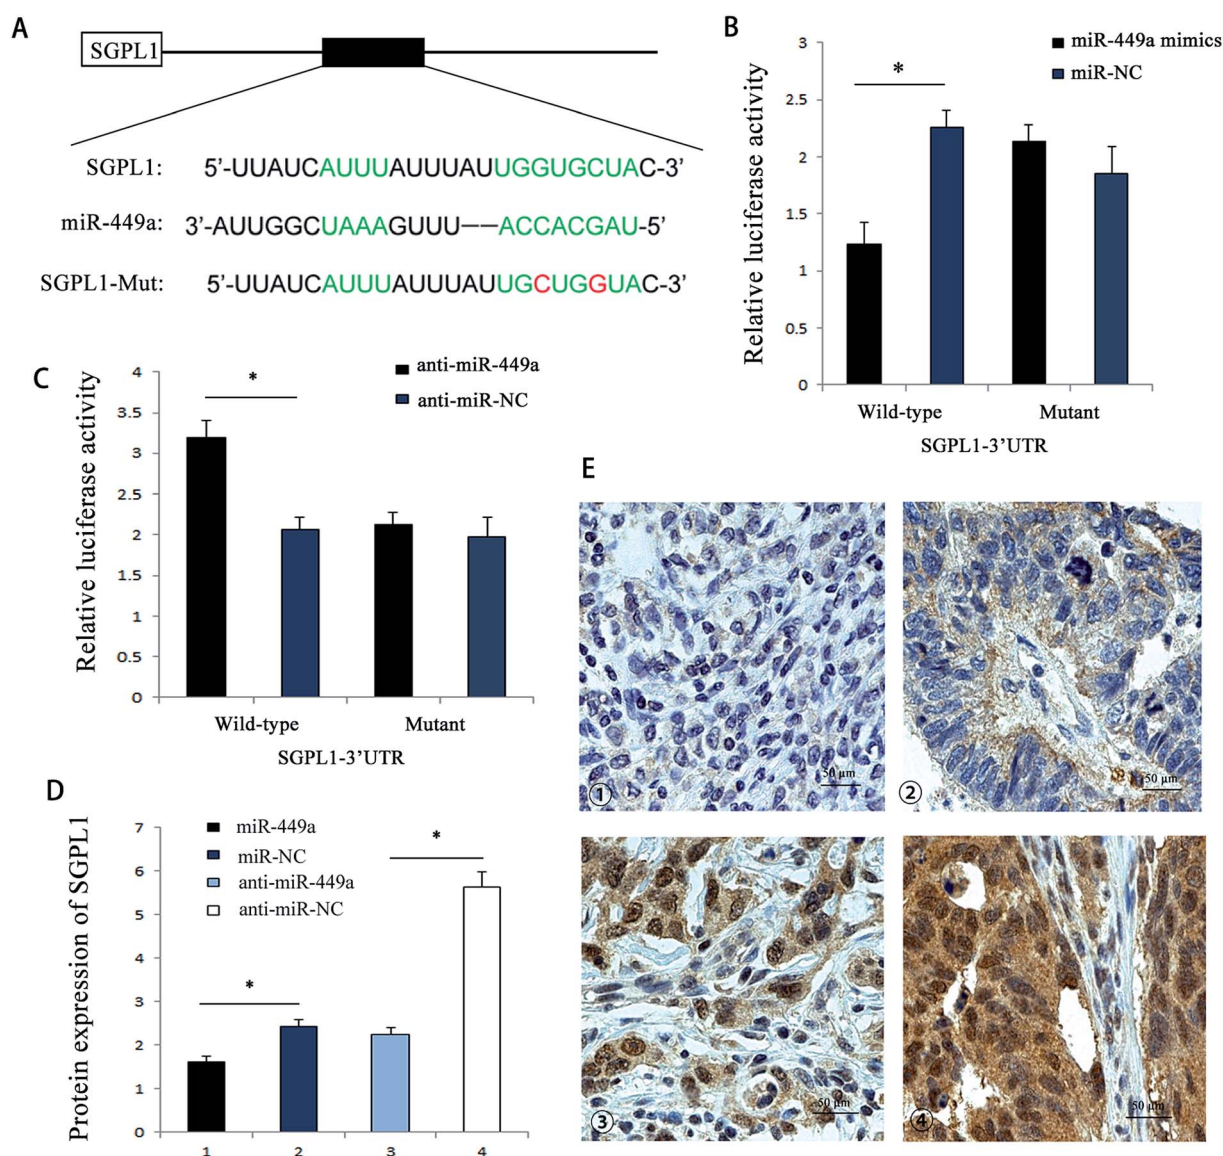 A
SGPL1
SGPL1: 5’-UUAUCAUUUAUUUAUUGGUGCUAC-3’
miR-449a: 3’-AUUGGCUAAAGUUU——ACCACGAU-5’
SGPL1-Mut: 5’-UUAUCAUUUAUUUAUUGCUGGUAC-3’
B
Relative luciferase activity
3
2.5
2
1.5
1
0.5
0
*
miR-449a mimics
miR-NC
Wild-type Mutant
SGPL1-3’UTR
C
Relative luciferase activity
4
3.5
3
2.5
2
1.5
1
0.5
0
*
anti-miR-449a
anti-miR-NC
Wild-type Mutant
SGPL1-3’UTR
D
Protein expression of SGPL1
7
6
5
4
3
2
1
0
miR-449a
miR-NC
anti-miR-449a
anti-miR-NC
*
*
1 2 3 4
E
50 μm
①
50 μm
②
50 μm
③
50 μm
④